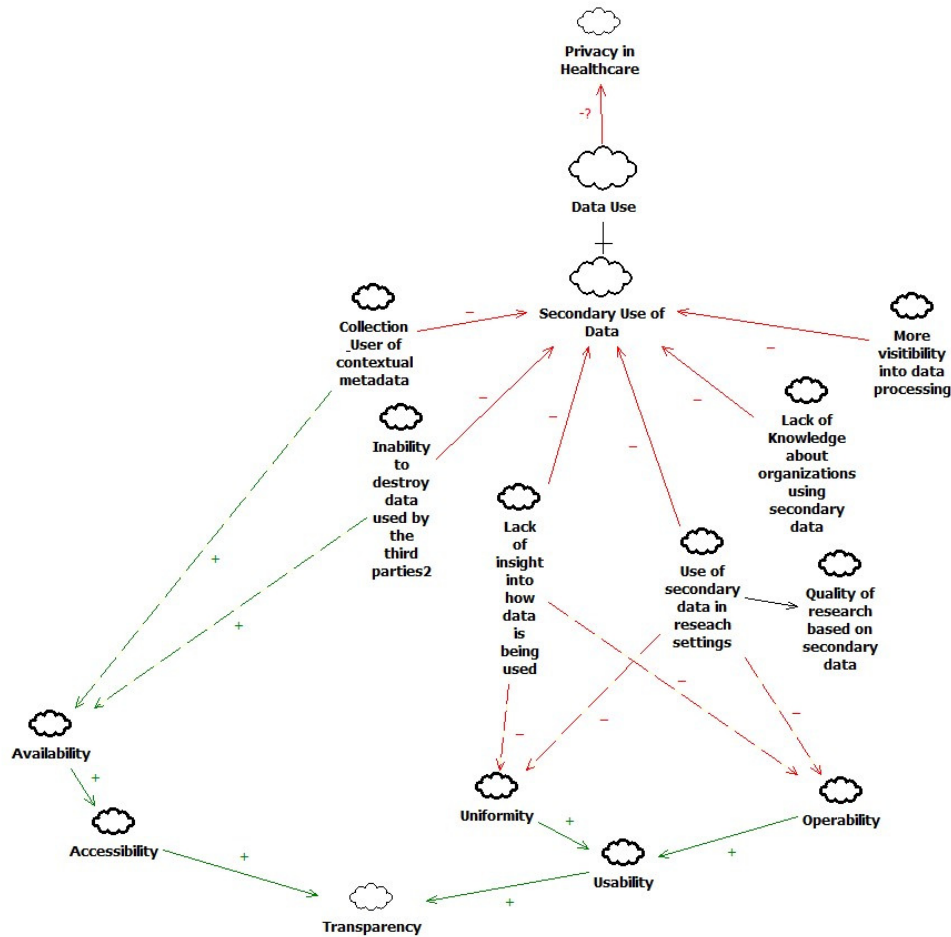 Privacy in
Healthcare
-?
Data Use
Secondary Use of
Data
Collection
_User of
contextual
metadata
More
visitibility
into data
processing
Inability
to
destroy
data
used by
the
third
parties2
Lack of
Knowledge
about
organizations
using
secondary
data
Lack
of
insight
into
how
data
is
being
used
Use of
secondary
data in
reseach
settings
Quality of
research
based on
secondary
data
−
−
−
−
−
−
+
+
−
−
−
−
Availability
+
Accessibility
+
Uniformity
+
Operability
+
Usability
+
Transparency